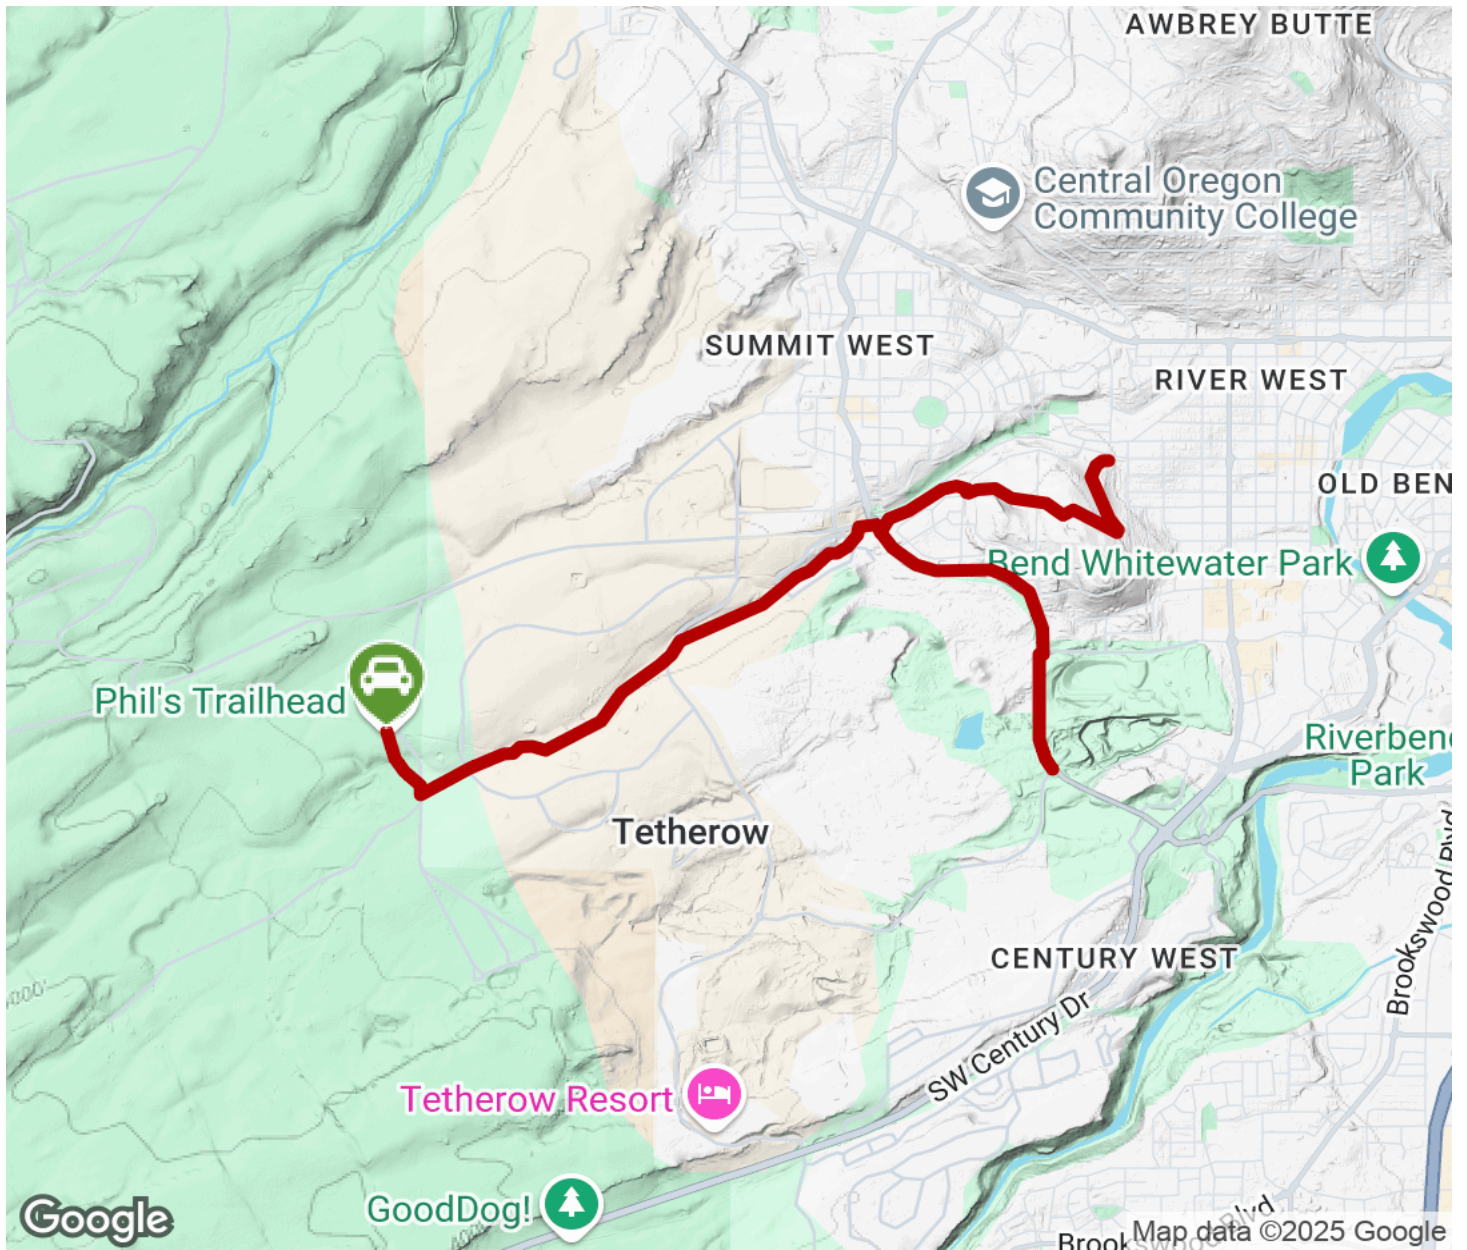 AWBREY BUTTE
Central Oregon
Community College
SUMMIT WEST
RIVER WEST
OLD BEN
Bend Whitewater Park
Phil's Trailhead
Riverbend
Park
Tetherow
Brookswood Blvd
CENTURY WEST
SW Century Dr
Tetherow Resort
GoodDog!
Google
Map data ©2025 Google